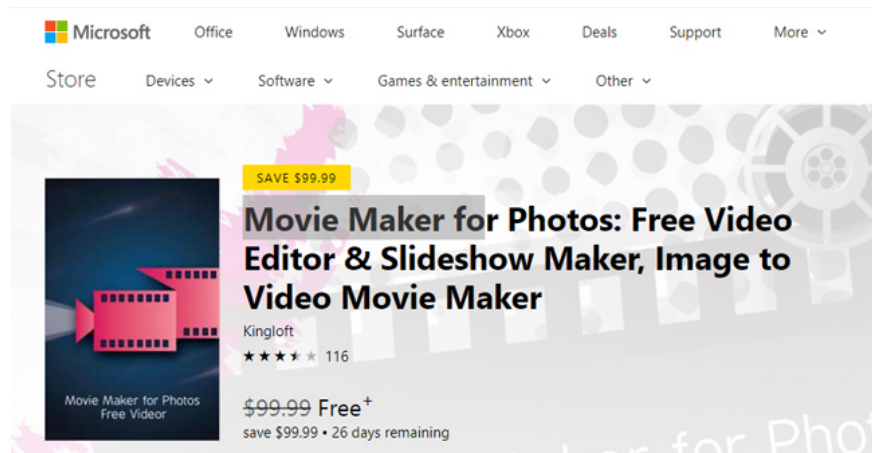 Microsoft Office Windows Surface Xbox Deals Support More
Store Devices Software Games & entertainment Other
SAVE $99.99
Movie Maker for Photos: Free Video
Editor & Slideshow Maker, Image to
Video Movie Maker
Kingloft
116
$99.99 Free+
save $99.99 • 26 days remaining
Movie Maker for Photos
Free Videor
for Phot